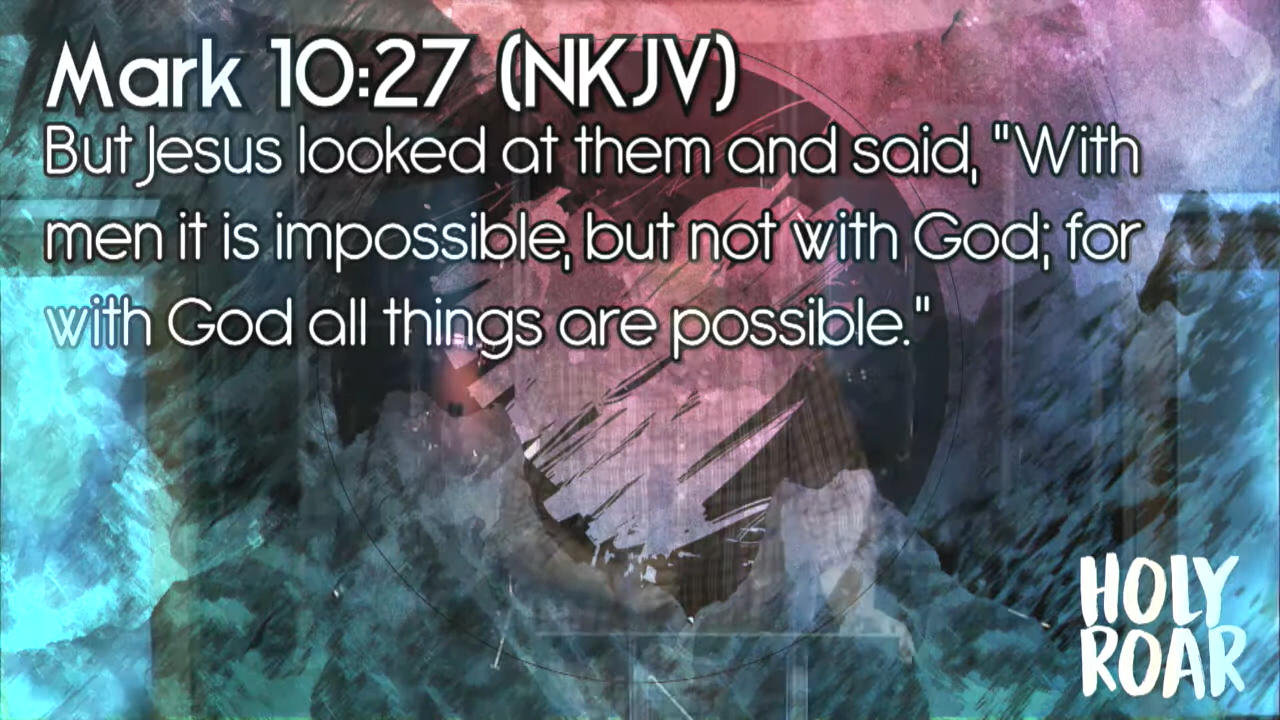 Mark 10:27 (NKJV)
But Jesus looked at them and said, "With
men it is impossible, but not with God; for
with God all things are possible."
HOLY
ROAR